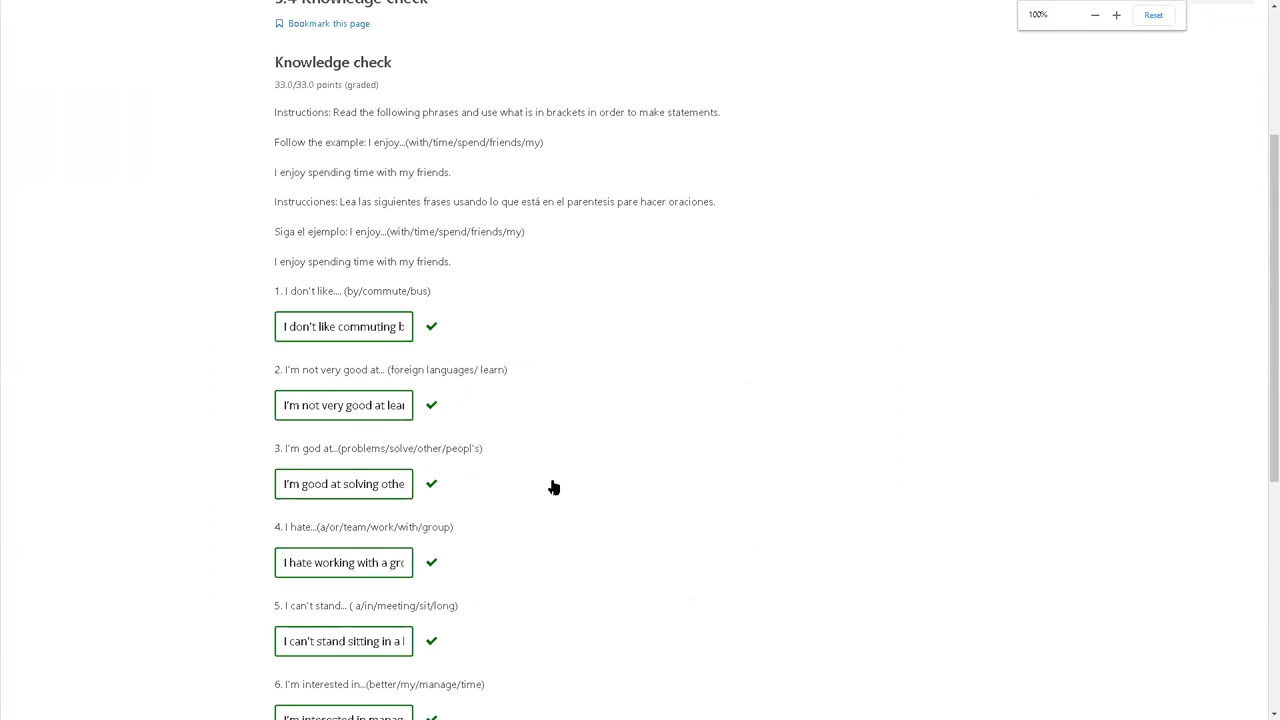 100%
Reset
Bookmark this page
Knowledge check
33.0/33.0 points (graded)
Instructions: Read the following phrases and use what is in brackets in order to make statements.
Follow the example: I enjoy...(with/time/spend/friends/my)
I enjoy spending time with my friends.
Instrucciones: Lea las siguientes frases usando lo que está en el parentesis pare hacer oraciones.
Siga el ejemplo: I enjoy...(with/time/spend/friends/my)
I enjoy spending time with my friends.
1. I don't like.... (by/commute/bus)
I don't like commuting b
2. I'm not very good at... (foreign languages/ learn)
I'm not very good at lear
3. I'm god at...(problems/solve/other/peopl's)
I'm good at solving othe
4. I hate...(a/or/team/work/with/group)
I hate working with a gro
5. I can't stand... ( a/in/meeting/sit/long)
I can't stand sitting in a l
6. I'm interested in...(better/my/manage/time)
I'm interested in manag